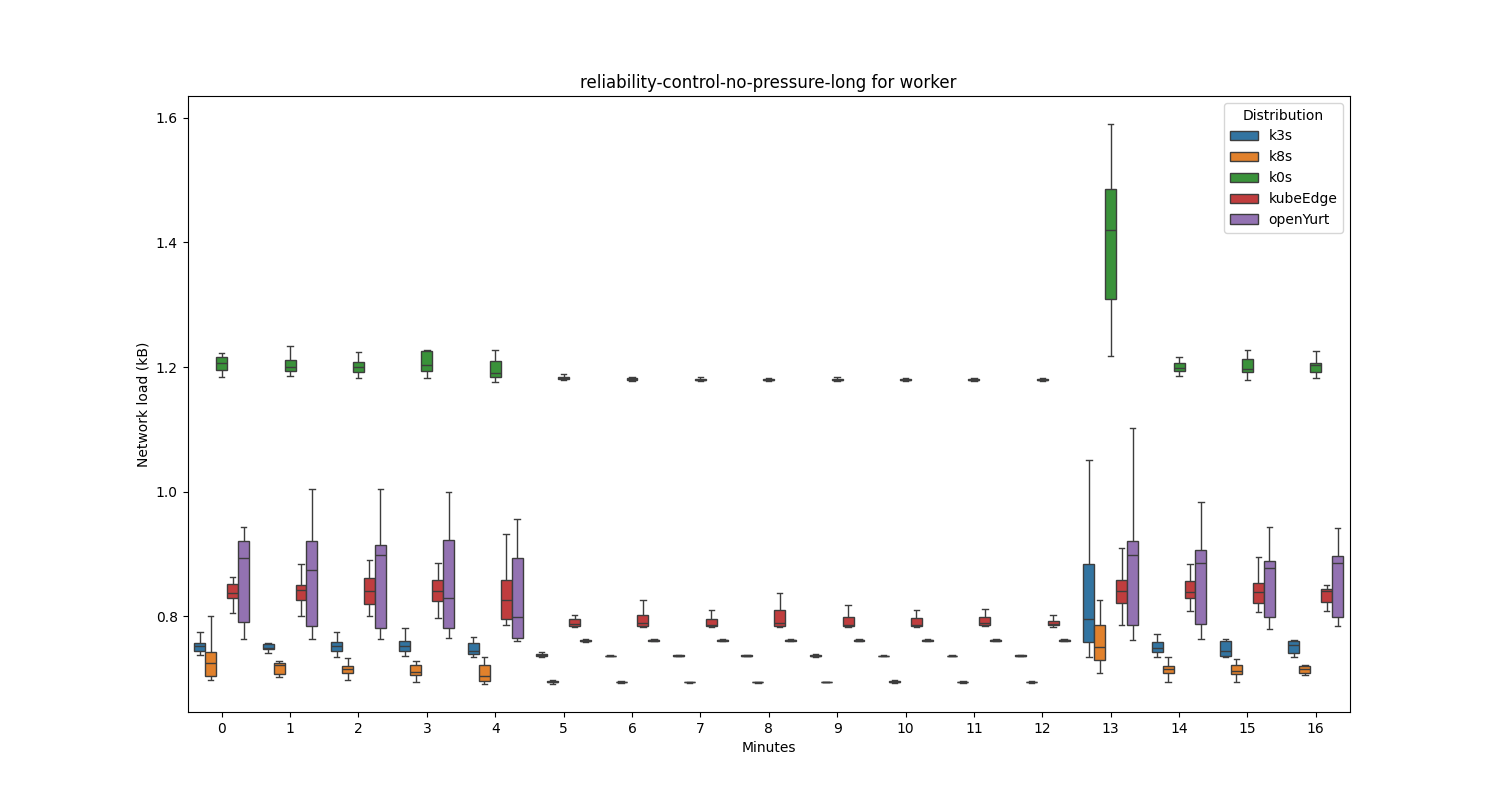 reliability-control-no-pressure-long for worker
Distribution
k3s
k8s
k0s
kubeEdge
openYurt
Network load (kB)
1.6
1.4
1.2
1.0
0.8
0 1 2 3 4 5 6 7 8 9 10 11 12 13 14 15 16
Minutes